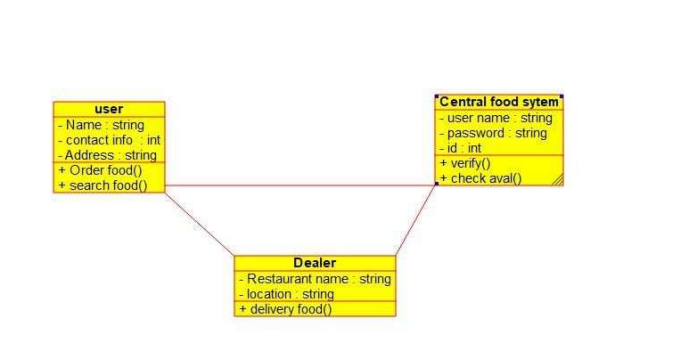 user
- Name : string
- contact info : int
- Address : string
+ Order food()
+ search food()
Central food sytem
- user name : string
- password : string
- id : int
+ verify()
+ check aval()
Dealer
- Restaurant name : string
- location : string
+ delivery food()